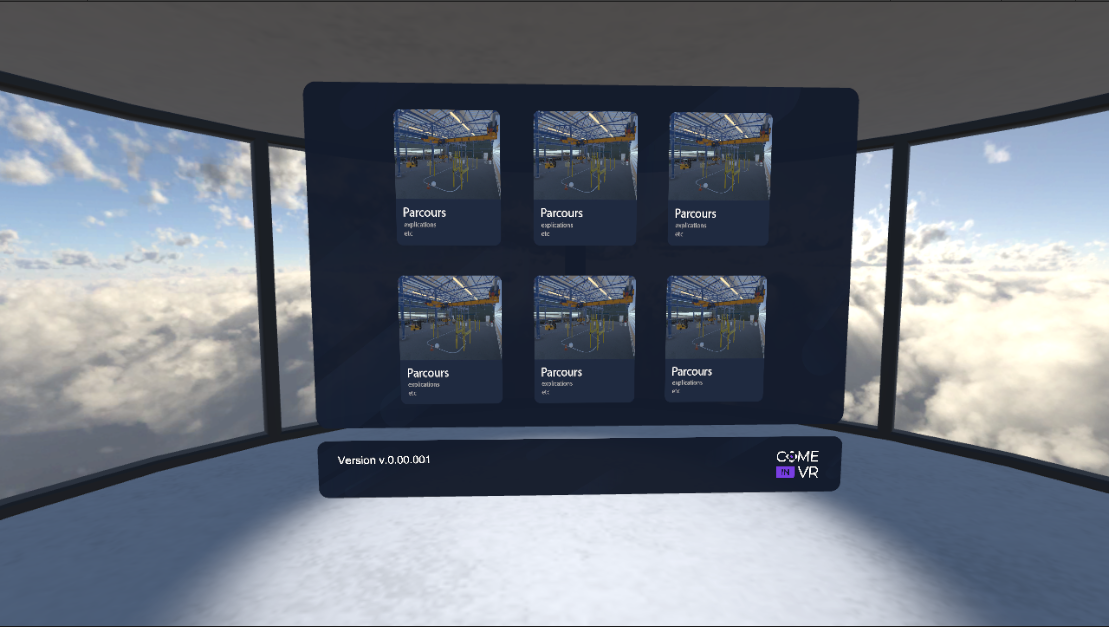 Parcours
explications
etc
Parcours
explications
etc
Parcours
explications
etc
Parcours
explications
etc
Parcours
explications
etc
Parcours
explications
etc
Version v.0.00.001
COME
IN VR